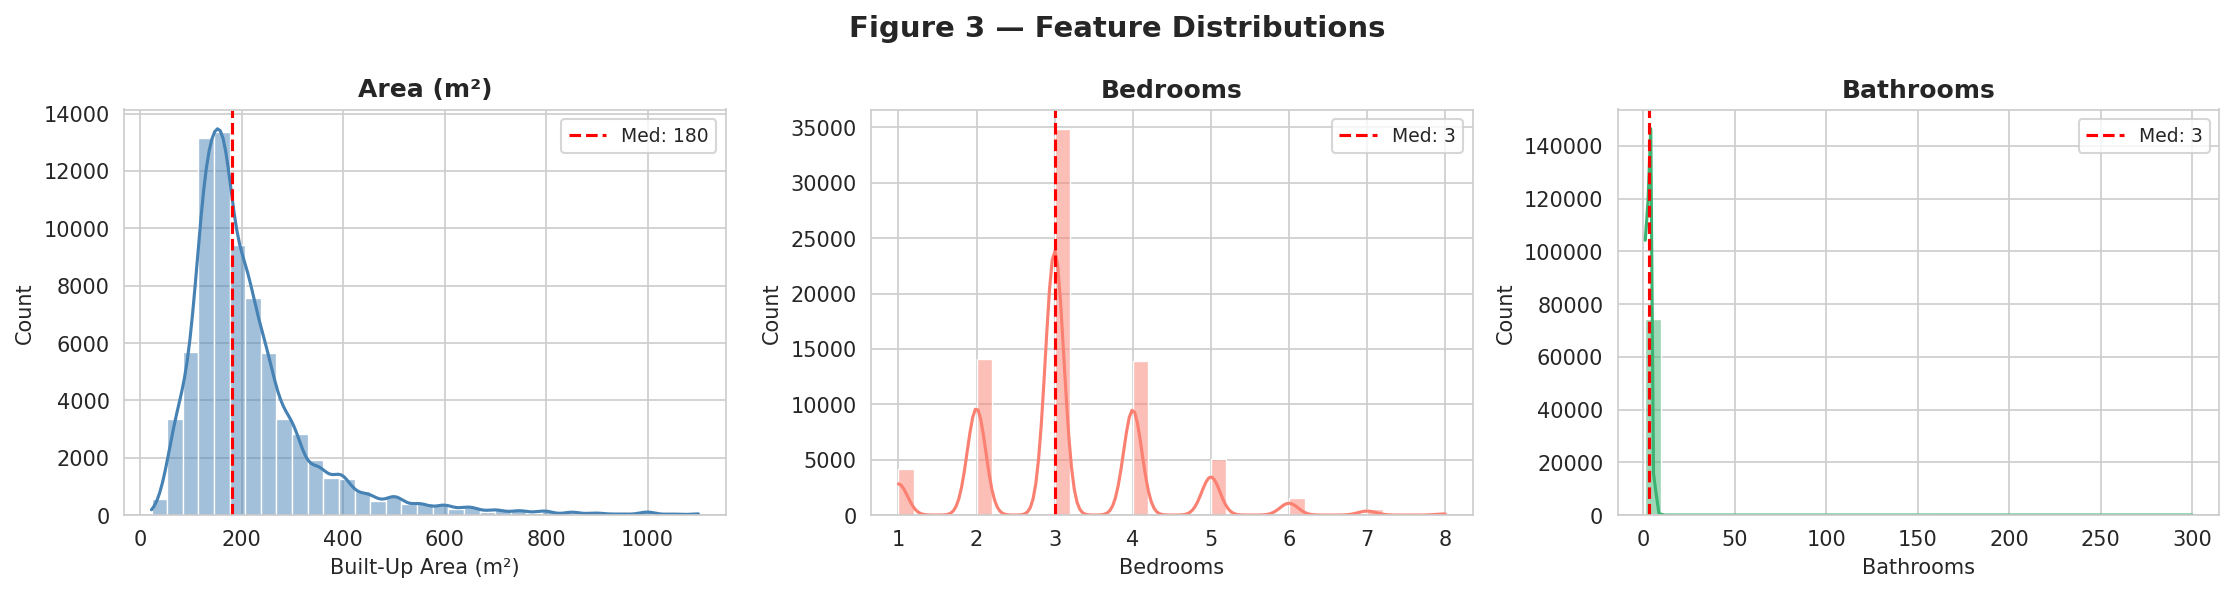 Figure 3 — Feature Distributions
Area (m²)
14000
12000
10000
8000
6000
4000
2000
0
Count
Med: 180
0 200 400 600 800 1000
Built-Up Area (m²)
Bedrooms
35000
30000
25000
20000
15000
10000
5000
0
Count
Med: 3
1 2 3 4 5 6 7 8
Bedrooms
Bathrooms
140000
120000
100000
80000
60000
40000
20000
0
Count
Med: 3
0 50 100 150 200 250 300
Bathrooms